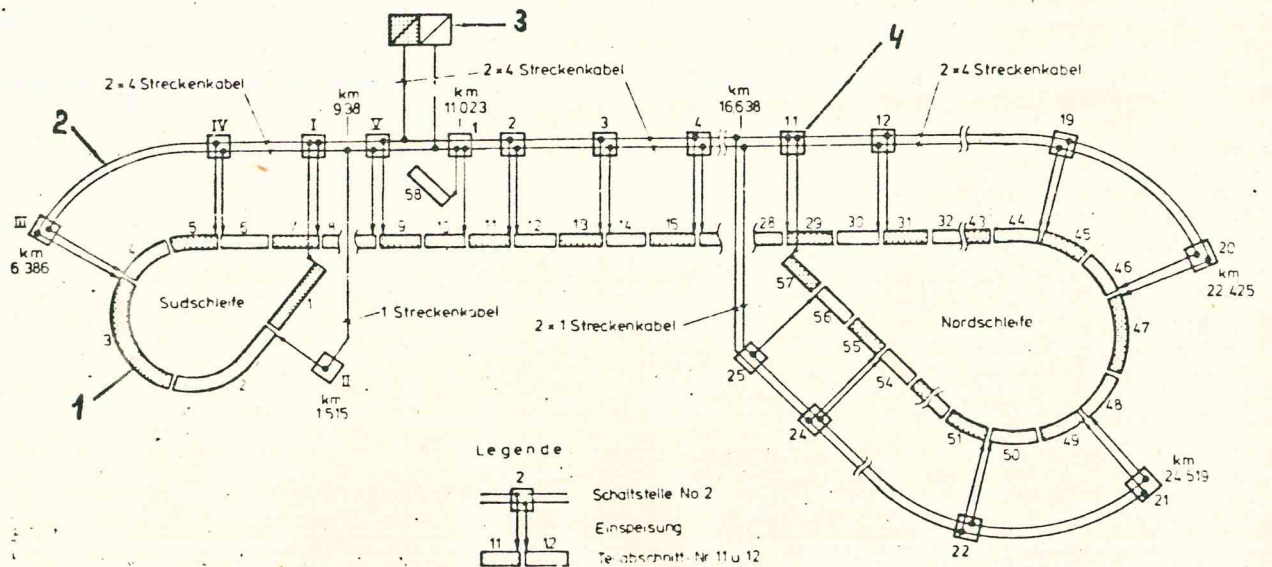 3
4
2 × 4 Streckenkabel
2 × 4 Streckenkabel
2 × 4 Streckenkabel
km
9.38
km
11.023
km
16.638
2
IV
I
V
1
2
3
4
11
12
19
58
III
km
6.386
5
6
7
8
9
10
11
12
13
14
15
28
29
30
31
32
43
44
45
20
km
22.425
4
46
Sudschleife
1
57
Nordschleife
47
1 Streckenkabel
2 × 1 Streckenkabel
56
55
3
54
48
2
II
km
1.515
25
1
24
51
50
49
km
24.519
21
22
Legende
2
Schaltstelle No 2
Einspeisung
11
12
Teilabschnitt-Nr 11 u 12